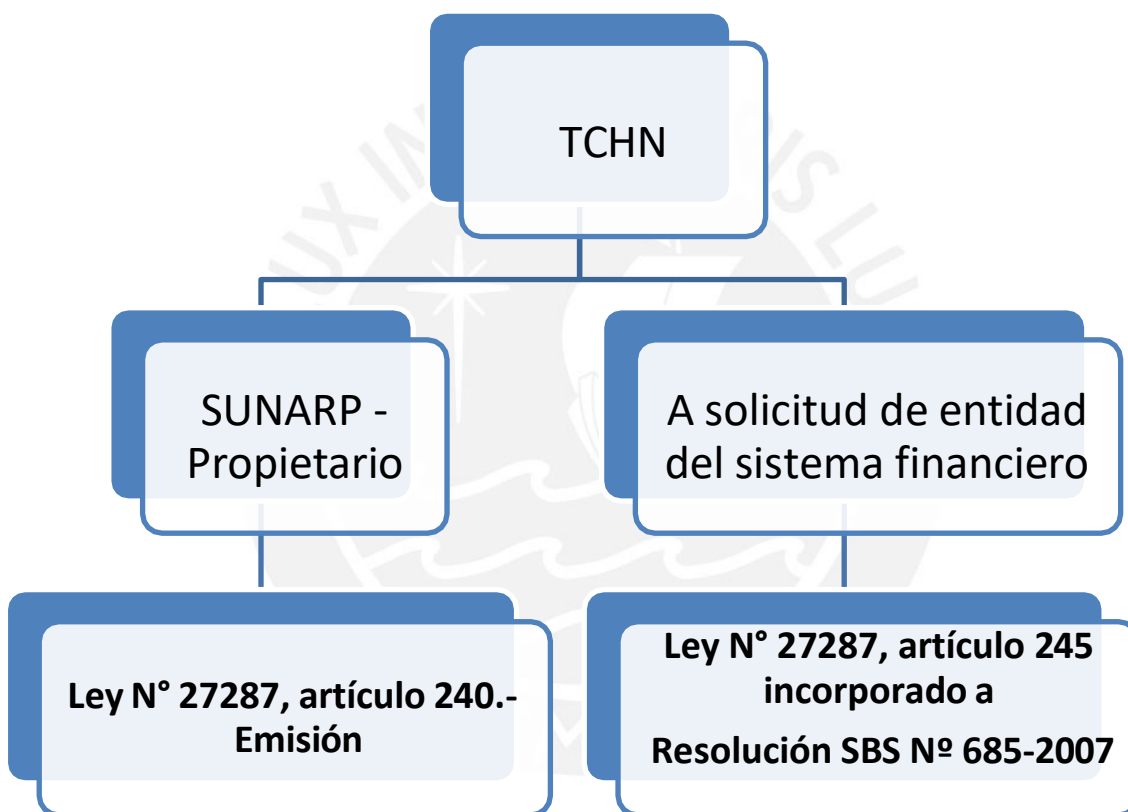 TCHN
SUNARP -
Propietario
A solicitud de entidad
del sistema financiero
Ley N° 27287, artículo 240.-
Emisión
Ley N° 27287, artículo 245
incorporado a
Resolución SBS Nº 685-2007